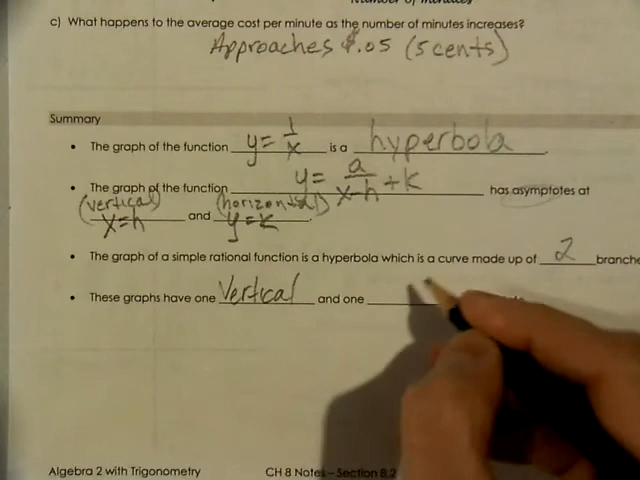 Number of minutes
c) What happens to the average cost per minute as the number of minutes increases?
Approaches $.05 (5 cents)
Summary
• The graph of the function y= 1/x is a hyperbola.
• The graph of the function y= a/(x-h) +k has asymptotes at
(vertical) x=h and (horizontal) y=k.
• The graph of a simple rational function is a hyperbola which is a curve made up of 2 branche
• These graphs have one Vertical and one
Algebra 2 with Trigonometry CH 8 Notes - Section 8.2